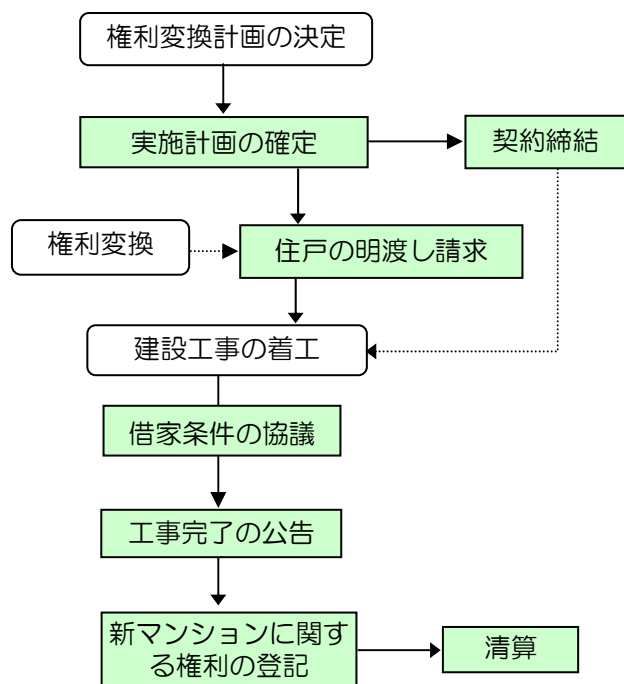 権利変換計画の決定
実施計画の確定
契約締結
権利変換
住戸の明渡し請求
建設工事の着工
借家条件の協議
工事完了の公告
新マンションに関す
る権利の登記
清算